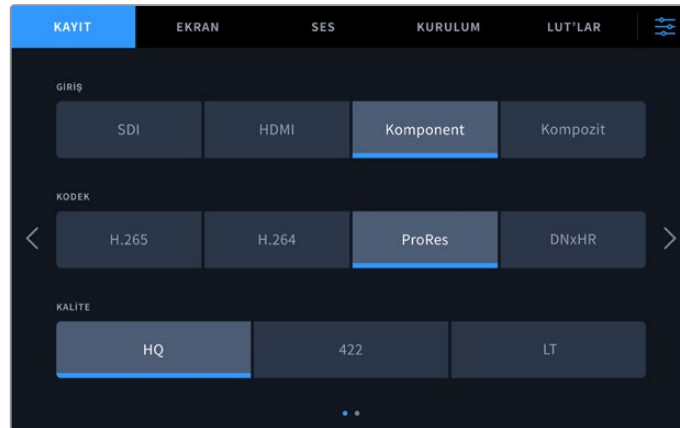 KAYIT EKRAN SES KURULUM LUT'LAR
GİRİŞ
SDI HDMI Komponent Kompozit
KODEK
H.265 H.264 ProRes DNxHR
KALİTE
HQ 422 LT